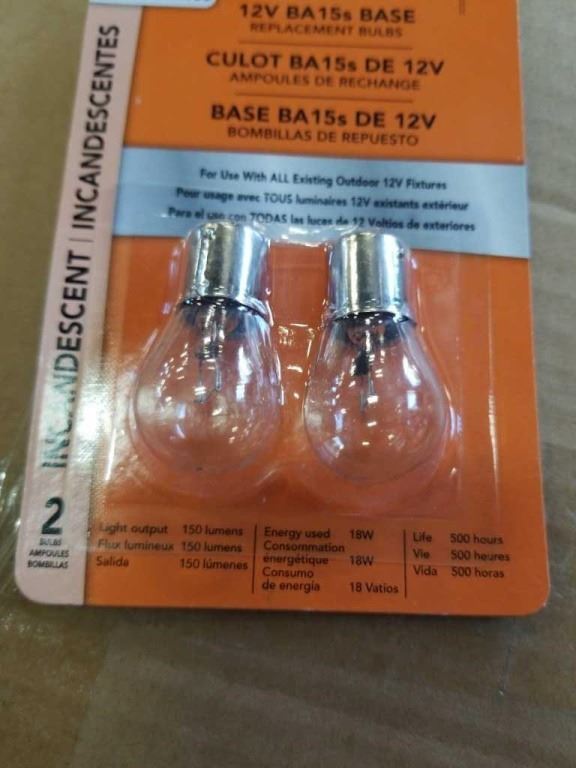 12V BA15s BASE
REPLACEMENT BULBS
CULOT BA15s DE 12V
AMPOULES DE RECHANGE
BASE BA15s DE 12V
BOMBILLAS DE REPUESTO
For Use With ALL Existing Outdoor 12V Fixtures
Pour usage avec TOUS luminaires 12V existants extérieur
Para el uso con TODAS las luces de 12 Voltios de exteriores
INCANDESCENT | INCANDESCENTES
2
BULBS
AMPOULES
BOMBILLAS
Light output 150 lumens
Flux lumineux 150 lumens
Salida 150 lúmenes
Energy used 18W
Consommation
énergétique 18W
Consumo
de energía 18 Vatios
Life 500 hours
Vie 500 heures
Vida 500 horas